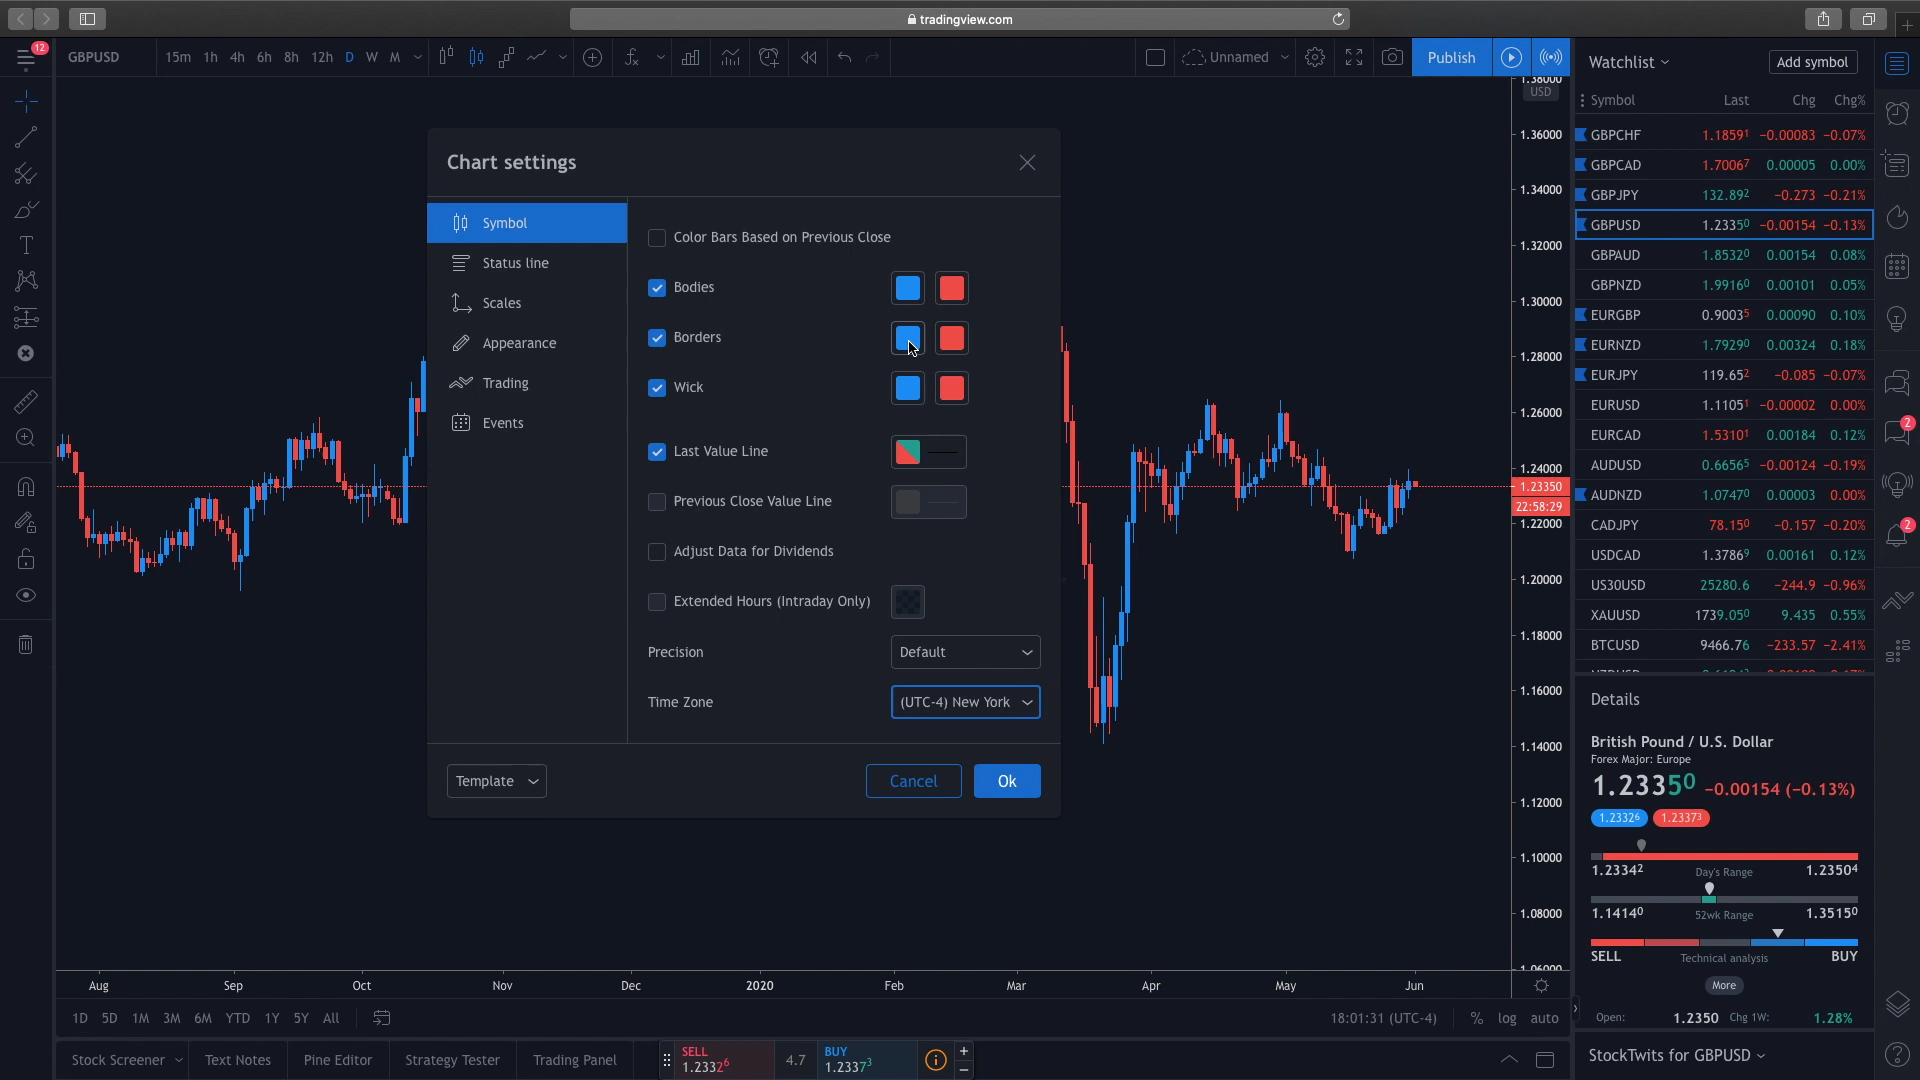 tradingview.com
12
GBPUSD 15m 1h 4h 6h 8h 12h D W M Unnamed Publish
Watchlist Add symbol
Symbol Last Chg Chg%
GBPCHF 1.18591 −0.00083 −0.07%
GBPCAD 1.70067 0.00005 0.00%
GBPJPY 132.892 −0.273 −0.21%
GBPUSD 1.23350 −0.00154 −0.13%
GBPAUD 1.85320 0.00154 0.08%
GBPNZD 1.99160 0.00101 0.05%
EURGBP 0.90035 0.00090 0.10%
EURNZD 1.79290 0.00324 0.18%
EURJPY 119.652 −0.085 −0.07%
EURUSD 1.11051 −0.00002 0.00%
EURCAD 1.53101 0.00184 0.12%
AUDUSD 0.66565 −0.00124 −0.19%
AUDNZD 1.07470 0.00003 0.00%
CADJPY 78.150 −0.157 −0.20%
USDCAD 1.37869 0.00161 0.12%
US30USD 25280.6 −244.9 −0.96%
XAUUSD 1739.050 9.435 0.55%
BTCUSD 9466.76 −233.57 −2.41%
2
2
Chart settings
Symbol
Status line
Scales
Appearance
Trading
Events
Color Bars Based on Previous Close
Bodies
Borders
Wick
Last Value Line
Previous Close Value Line
Adjust Data for Dividends
Extended Hours (Intraday Only)
Precision Default
Time Zone (UTC-4) New York
Template Cancel Ok
1.38000
USD
1.36000
1.34000
1.32000
1.30000
1.28000
1.26000
1.24000
1.23350
22:58:29
1.22000
1.20000
1.18000
1.16000
1.14000
1.12000
1.10000
1.08000
1.06000
Aug Sep Oct Nov Dec 2020 Feb Mar Apr May Jun
1D 5D 1M 3M 6M YTD 1Y 5Y All 18:01:31 (UTC-4) % log auto
Stock Screener Text Notes Pine Editor Strategy Tester Trading Panel
SELL
1.23326
4.7
BUY
1.23373
Details
British Pound / U.S. Dollar
Forex Major: Europe
1.23350 −0.00154 (−0.13%)
1.23326 1.23373
1.23342 Day's Range 1.23504
1.14140 52wk Range 1.35150
SELL Technical analysis BUY
More
Open: 1.2350 Chg 1W: 1.28%
StockTwits for GBPUSD